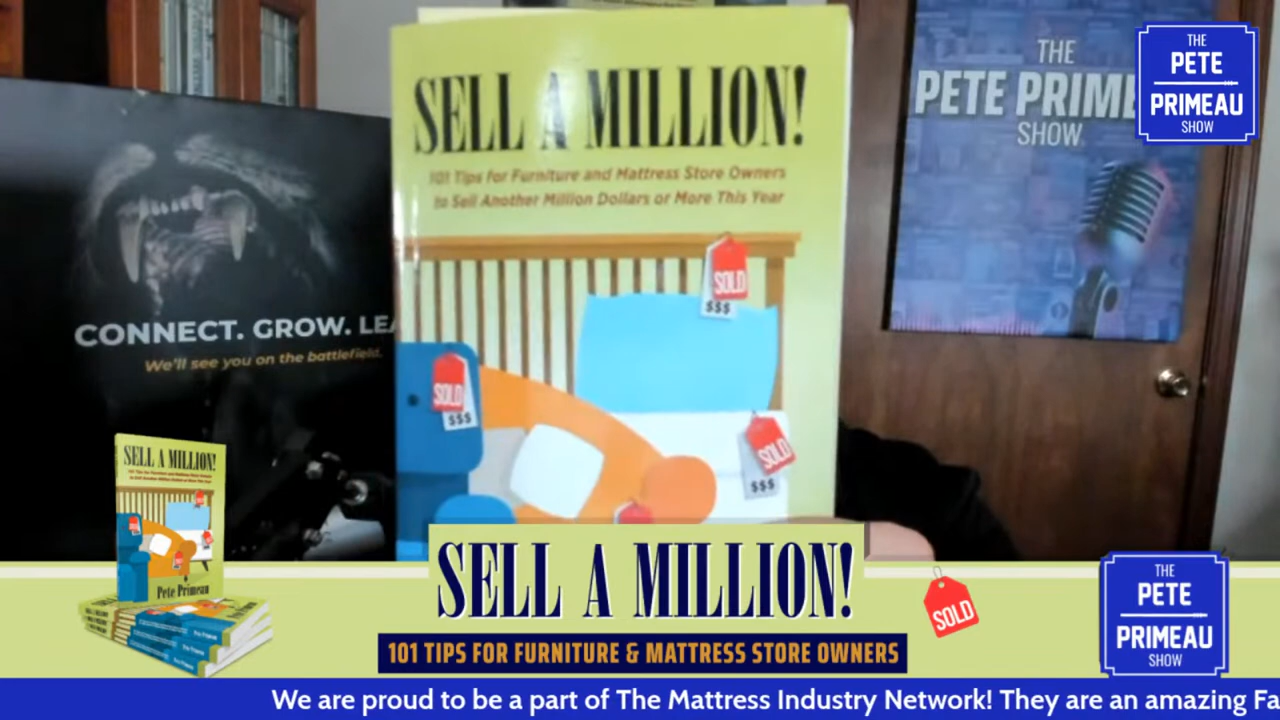 SELL A MILLION!
101 Tips for Furniture and Mattress Store Owners
to Sell Another Million Dollars or More This Year
SOLD
$$$
SOLD
$$$
SOLD
$$$
CONNECT. GROW. LEA
We'll see you on the battlefield.
THE
PETE PRIME
SHOW
THE
PETE
PRIMEAU
SHOW
SELL A MILLION!
Pete Primeau
SELL A MILLION!
101 TIPS FOR FURNITURE & MATTRESS STORE OWNERS
SOLD
THE
PETE
PRIMEAU
SHOW
We are proud to be a part of The Mattress Industry Network! They are an amazing Fa